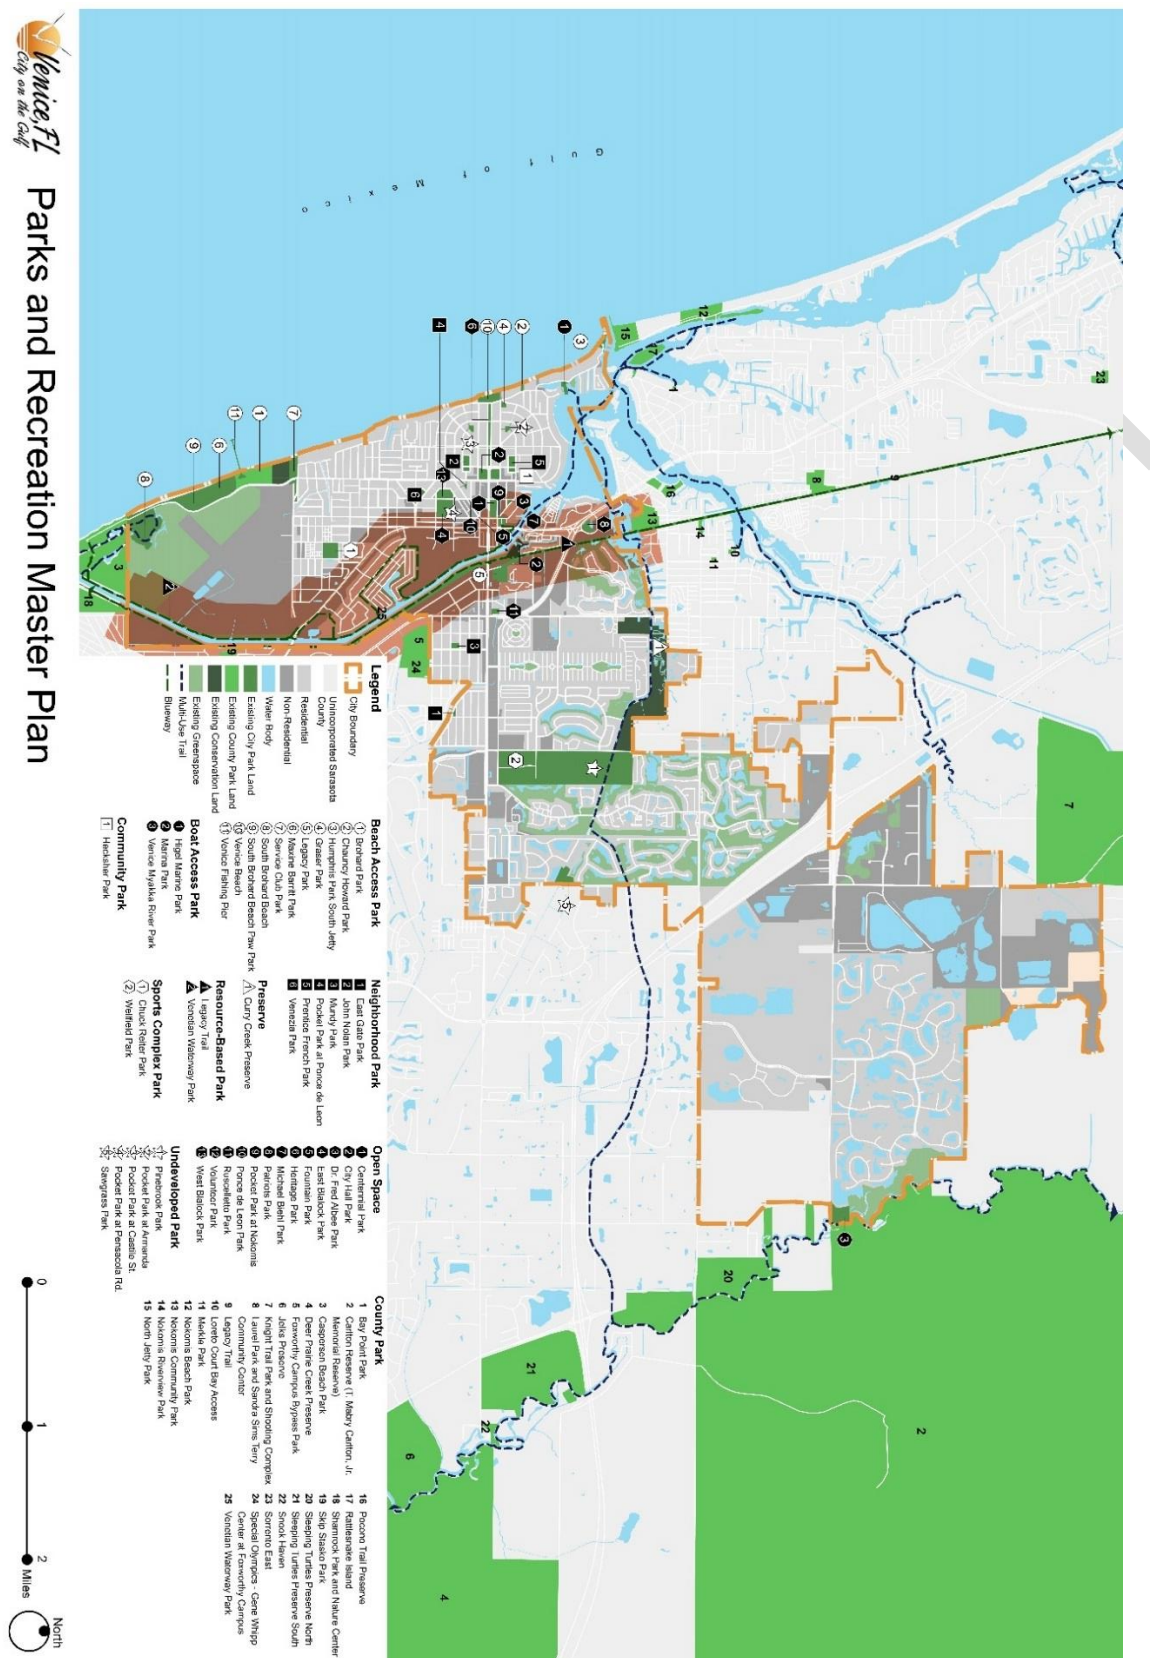 Venice, FL
City on the Gulf
Parks and Recreation Master Plan
Gulf of Mexico
Legend
City Boundary
Unincorporated Sarasota
County
Residential
Non-Residential
Water Body
Existing City Park Land
Existing County Park Land
Existing Conservation Land
Existing Greenspace
Multi-Use Trail
Blueway
Beach Access Park
1 Brohard Park
2 Chauncy Howard Park
3 Humphris Park South Jetty
4 Graser Park
5 Legacy Park
6 Maxine Barritt Park
7 Service Club Park
8 South Brohard Beach
9 South Brohard Beach Paw Park
10 Venice Beach
11 Venice Fishing Pier
Boat Access Park
1 Higel Marine Park
2 Marina Park
3 Venice Myakka River Park
Community Park
1 Hecksher Park
Neighborhood Park
1 East Gate Park
2 John Nolan Park
3 Mundy Park
4 Pocket Park at Ponce de Leon
5 Prentice French Park
6 Venezia Park
Preserve
1 Curry Creek Preserve
Resource-Based Park
1 Legacy Trail
2 Venetian Waterway Park
Sports Complex Park
1 Chuck Reiter Park
2 Wellfield Park
Open Space
1 Centennial Park
2 City Hall Park
3 Dr. Fred Albee Park
4 East Blalock Park
5 Fountain Park
6 Heritage Park
7 Michael Biehl Park
8 Patriots Park
9 Pocket Park at Nokomis
10 Ponce de Leon Park
11 Ruscelletto Park
12 Volunteer Park
13 West Blalock Park
Undeveloped Park
1 Pinebrook Park
2 Pocket Park at Armanda
3 Pocket Park at Castile St.
4 Pocket Park at Pensacola Rd.
5 Sawgrass Park
County Park
1 Bay Point Park
2 Carlton Reserve (T. Mabry Carlton, Jr.
Memorial Reserve)
3 Caspersen Beach Park
4 Deer Prairie Creek Preserve
5 Foxworthy Campus Bypass Park
6 Jelks Preserve
7 Knight Trail Park and Shooting Complex
8 Laurel Park and Sandra Sims Terry
Community Center
9 Legacy Trail
10 Loreto Court Bay Access
11 Merkle Park
12 Nokomis Beach Park
13 Nokomis Community Park
14 Nokomis Riverview Park
15 North Jetty Park
16 Pocono Trail Preserve
17 Rattlesnake Island
18 Shamrock Park and Nature Center
19 Skip Stasko Park
20 Sleeping Turtles Preserve North
21 Sleeping Turtles Preserve South
22 Snook Haven
23 Sorrento East
24 Special Olympics - Gene Whipp
Center at Foxworthy Campus
25 Venetian Waterway Park
0 1 2 Miles
North